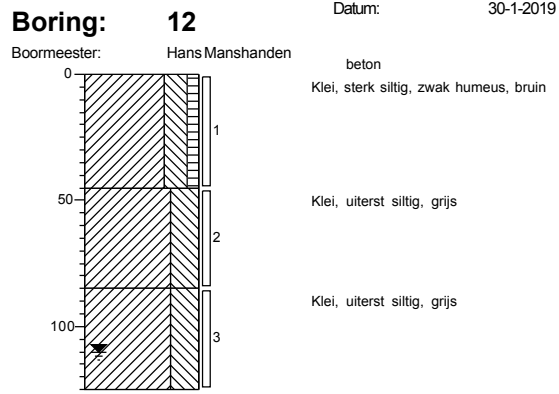 Boring: 12
Datum: 30-1-2019
Boormeester: Hans Manshanden
beton
0
Klei, sterk siltig, zwak humeus, bruin
1
50
Klei, uiterst siltig, grijs
2
Klei, uiterst siltig, grijs
100
3